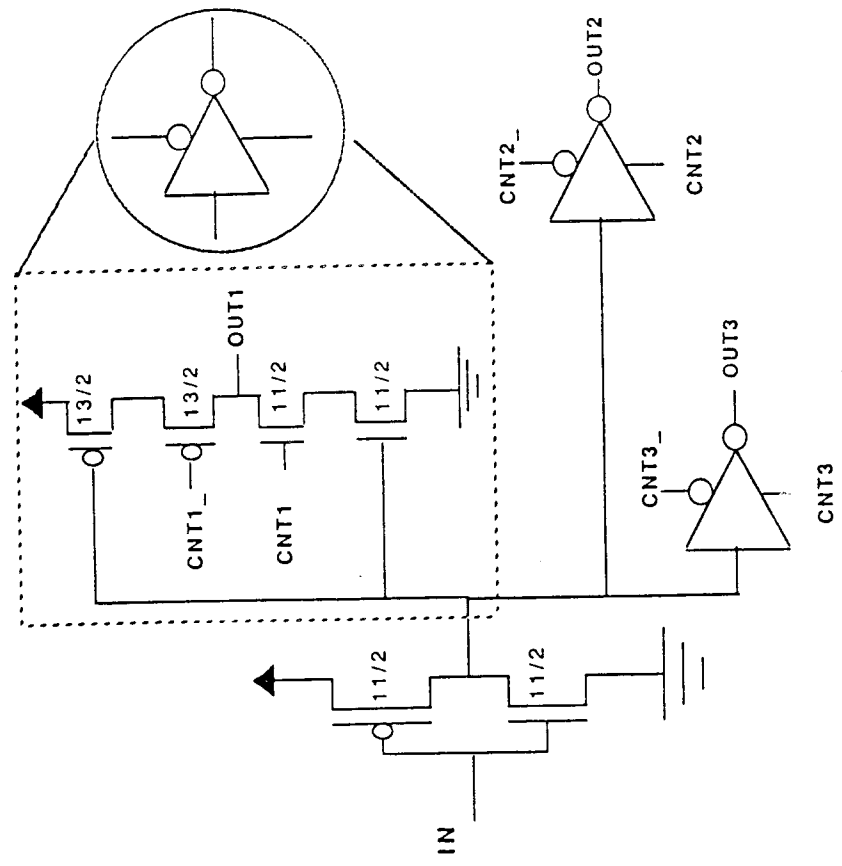 13/2
13/2
OUT1
11/2
11/2
CNT1_
CNT1
11/2
11/2
IN
CNT2_
OUT2
CNT2
CNT3_
OUT3
CNT3